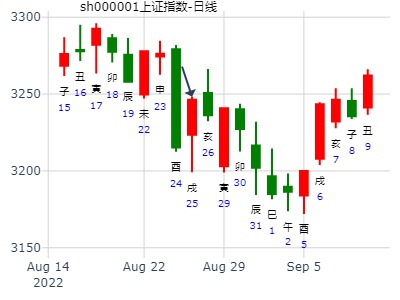 sh000001上证指数-日线
3300
3250
3200
3150
子
15
丑
16
寅
17
卯
18
辰
19
未
22
申
23
酉
24
戌
25
亥
26
寅
29
卯
30
辰
31
巳
1
午
2
酉
5
戌
6
亥
7
子
8
丑
9
Aug 14
2022
Aug 22
Aug 29
Sep 5